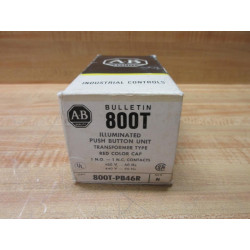 AB
INDUSTRIAL CONTROLS
BULLETIN
AB 800T
ILLUMINATED
PUSH BUTTON UNIT
TRANSFORMER TYPE
RED COLOR CAP
1 N.O. - 1 N.C. CONTACTS
800T-PB46R